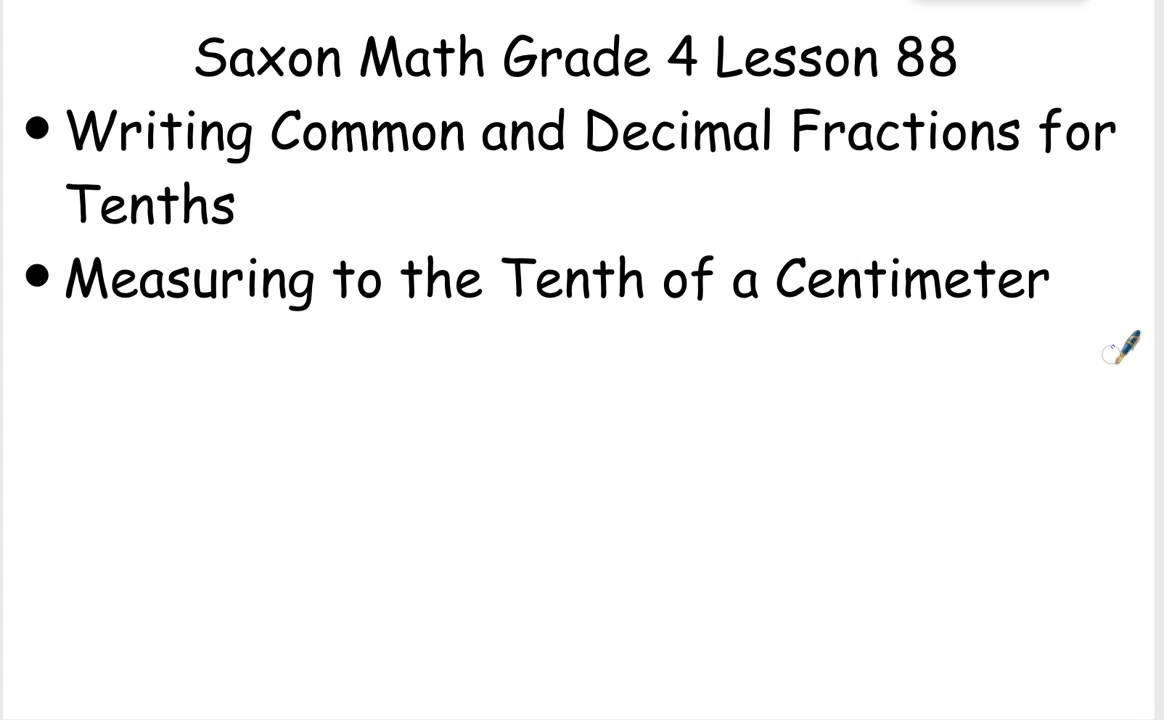 Saxon Math Grade 4 Lesson 88
• Writing Common and Decimal Fractions for
Tenths
• Measuring to the Tenth of a Centimeter